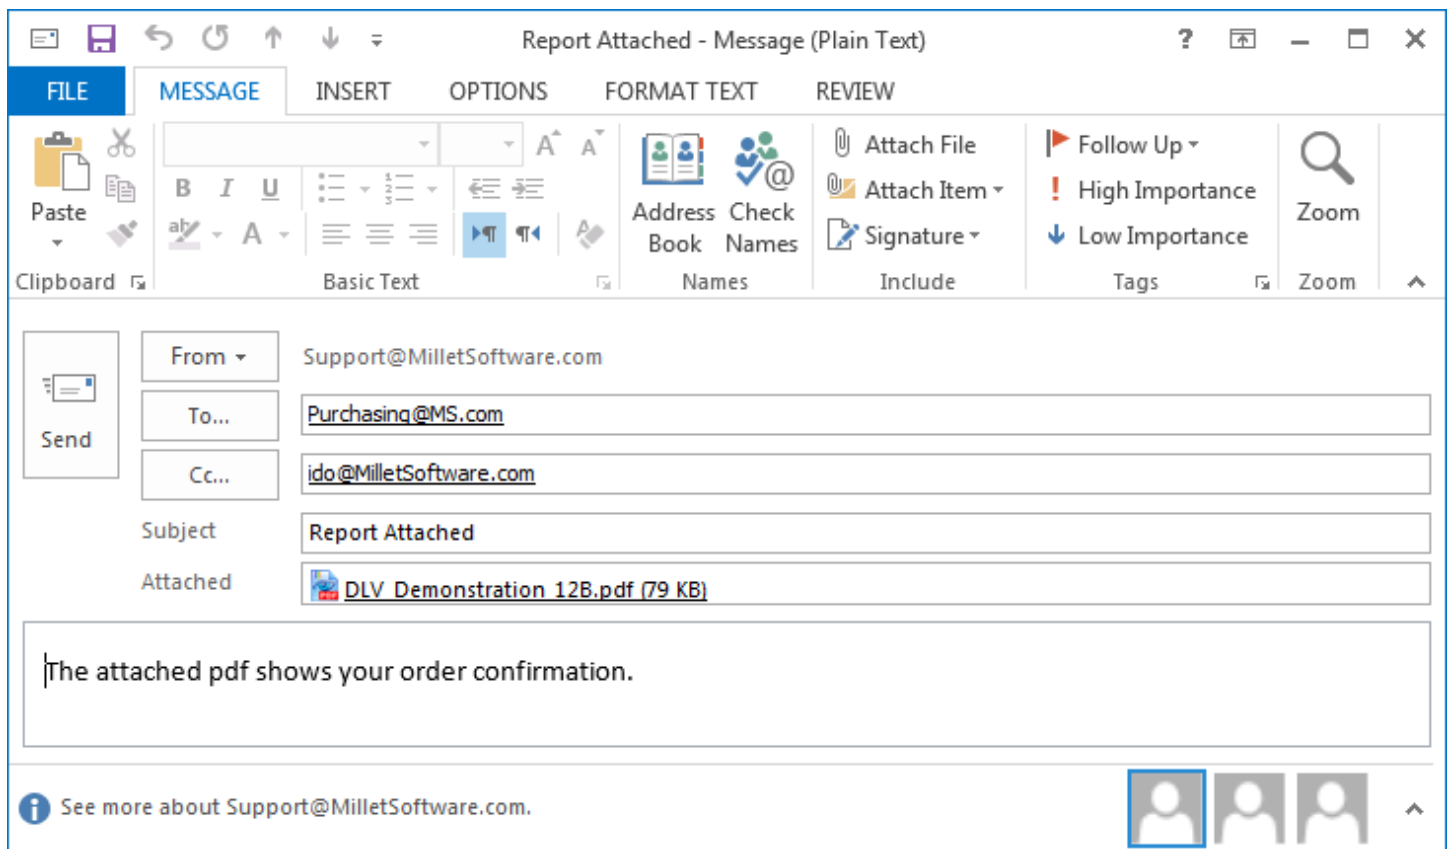 Report Attached - Message (Plain Text) ?
FILE MESSAGE INSERT OPTIONS FORMAT TEXT REVIEW
Paste
B I U
A A
ab A
Clipboard
Basic Text
Address Book
Check Names
Names
Attach File
Attach Item
Signature
Include
Follow Up
! High Importance
Low Importance
Tags
Zoom
Zoom
Send
From Support@MilletSoftware.com
To... Purchasing@MS.com
Cc... ido@MilletSoftware.com
Subject Report Attached
Attached DLV_Demonstration_12B.pdf (79 KB)
The attached pdf shows your order confirmation.
See more about Support@MilletSoftware.com.